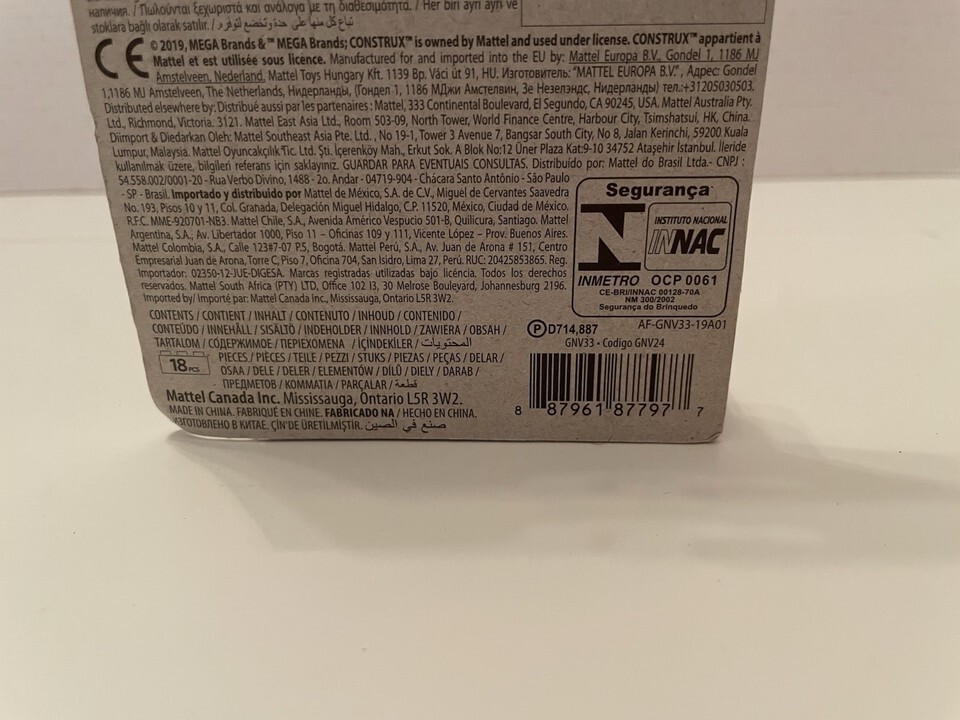 наличия. / Πωλούνται ξεχωριστά και ανάλογα με τη διαθεσιμότητα. / Her biri ayrı ayrı ve
stoklara bağlı olarak satılır. / تباع كل منها على حدة وتخضع لتوفر
CE © 2019, MEGA Brands & ™ MEGA Brands; CONSTRUX™ is owned by Mattel and used under license. CONSTRUX™ appartient à
Mattel et est utilisée sous licence. Manufactured for and imported into the EU by: Mattel Europa B.V., Gondel 1, 1186 MJ
Amstelveen, Nederland. Mattel Toys Hungary Kft. 1139 Bp. Váci út 91, HU. Изготовитель: "MATTEL EUROPA B.V.", Адрес: Gondel
1,1186 MJ Amstelveen, The Netherlands, Нидерланды, (Гондел 1, 1186 МДжи Амстелвин, Зе Незелэндс, Нидерланды) тел.:+31205030503.
Distributed elsewhere by: Distribué aussi par les partenaires : Mattel, 333 Continental Boulevard, El Segundo, CA 90245, USA. Mattel Australia Pty.
Ltd., Richmond, Victoria. 3121. Mattel East Asia Ltd., Room 503-09, North Tower, World Finance Centre, Harbour City, Tsimshatsui, HK, China.
Diimport & Diedarkan Oleh: Mattel Southeast Asia Pte. Ltd., No 19-1, Tower 3 Avenue 7, Bangsar South City, No 8, Jalan Kerinchi, 59200 Kuala
Lumpur, Malaysia. Mattel Oyuncakçılık Tic. Ltd. Şti. İçerenköy Mah., Erkut Sok. A Blok No:12 Üner Plaza Kat:9-10 34752 Ataşehir İstanbul. İleride
kullanılmak üzere, bilgileri referans için saklayınız. GUARDAR PARA EVENTUAIS CONSULTAS. Distribuído por: Mattel do Brasil Ltda.- CNPJ :
54.558.002/0001-20 - Rua Verbo Divino, 1488 - 2o. Andar - 04719-904 - Chácara Santo Antônio - São Paulo
- SP - Brasil. Importado y distribuido por Mattel de México, S.A. de C.V., Miguel de Cervantes Saavedra
No. 193, Pisos 10 y 11, Col. Granada, Delegación Miguel Hidalgo, C.P. 11520, México, Ciudad de México.
R.F.C. MME-920701-NB3. Mattel Chile, S.A., Avenida Américo Vespucio 501-B, Quilicura, Santiago. Mattel
Argentina, S.A.; Av. Libertador 1000, Piso 11 – Oficinas 109 y 111, Vicente López – Prov. Buenos Aires.
Mattel Colombia, S.A., Calle 123#7-07 P.5, Bogotá. Mattel Perú, S.A., Av. Juan de Arona # 151, Centro
Empresarial Juan de Arona, Torre C, Piso 7, Oficina 704, San Isidro, Lima 27, Perú. RUC: 20425853865. Reg.
Importador: 02350-12-JUE-DIGESA. Marcas registradas utilizadas bajo licencia. Todos los derechos
reservados. Mattel South Africa (PTY) LTD, Office 102 I3, 30 Melrose Boulevard, Johannesburg 2196.
Imported by/ Importé par: Mattel Canada Inc., Mississauga, Ontario L5R 3W2.
Segurança
INSTITUTO NACIONAL
INNAC
INMETRO OCP 0061
CE-BRI/INNAC 00128-70A
NM 300/2002
Segurança do Brinquedo
CONTENTS / CONTIENT / INHALT / CONTENUTO / INHOUD / CONTENIDO /
CONTEÚDO / INNEHÅLL / SISÄLTÖ / INDEHOLDER / INNHOLD / ZAWIERA / OBSAH /
TARTALOM / СОДЕРЖИМОЕ / ΠΕΡΙΕΧΟΜΕΝΑ / İÇİNDEKİLER / المحتويات
18 PCS
PIECES / PIÈCES / TEILE / PEZZI / STUKS / PIEZAS / PEÇAS / DELAR /
OSAA / DELE / DELER / ELEMENTÓW / DÍLŮ / DIELY / DARAB /
ПРЕДМЕТОВ / ΚΟΜΜΑΤΙΑ / PARÇALAR / قطعة
Mattel Canada Inc. Mississauga, Ontario L5R 3W2.
MADE IN CHINA. FABRIQUÉ EN CHINE. FABRICADO NA / HECHO EN CHINA.
ИЗГОТОВЛЕНО В КИТАЕ. ÇİN'DE ÜRETİLMİŞTİR. صنع في الصين
Ⓟ D714,887
AF-GNV33-19A01
GNV33 • Codigo GNV24
8 87961 87797 7